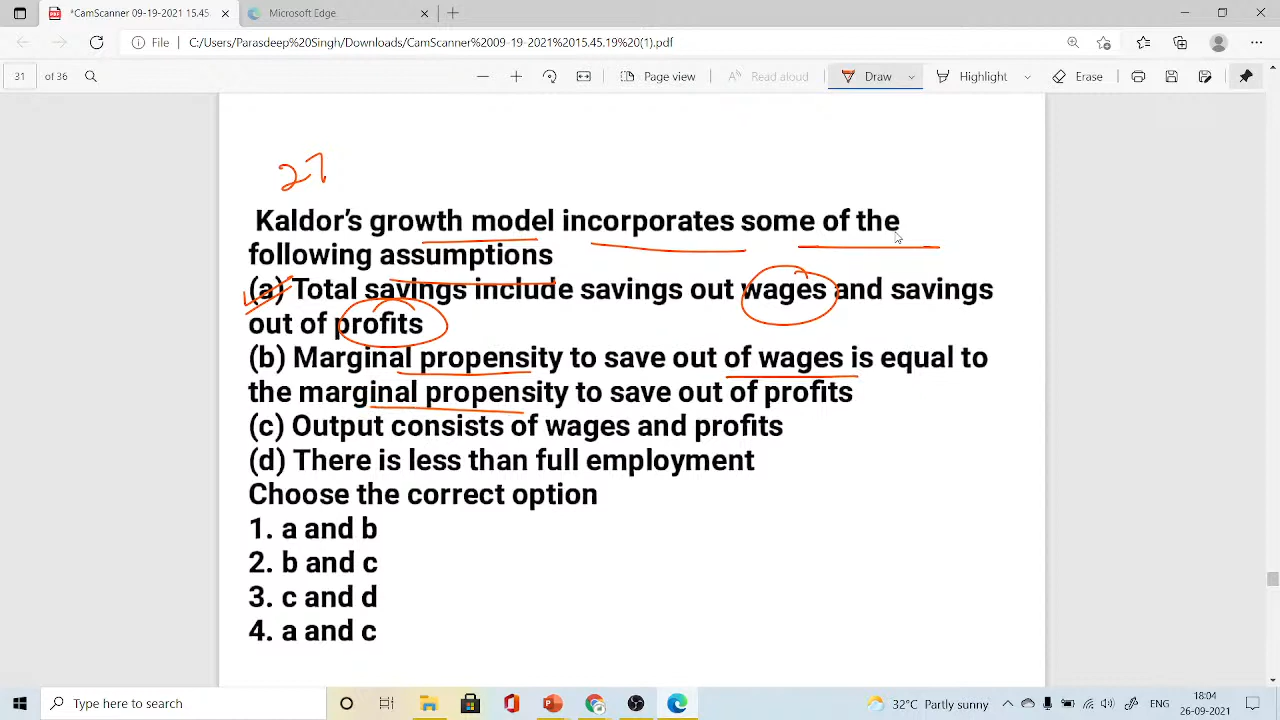 *CamScanner 09-19-2021 15.45
Microsoft Edge
File
C:/Users/Paradeep%20Singh/Downloads/CamScanner%2009-19-2021%2015.45.19%20(1).pdf
31 of 36
Page view
Read aloud
Draw
Highlight
Erase
27
Kaldor's growth model incorporates some of the
following assumptions
(a) Total savings include savings out wages and savings
out of profits
(b) Marginal propensity to save out of wages is equal to
the marginal propensity to save out of profits
(c) Output consists of wages and profits
(d) There is less than full employment
Choose the correct option
1. a and b
2. b and c
3. c and d
4. a and c
Type here to search
32°C Partly sunny
ENG
18:04
26-09-2021